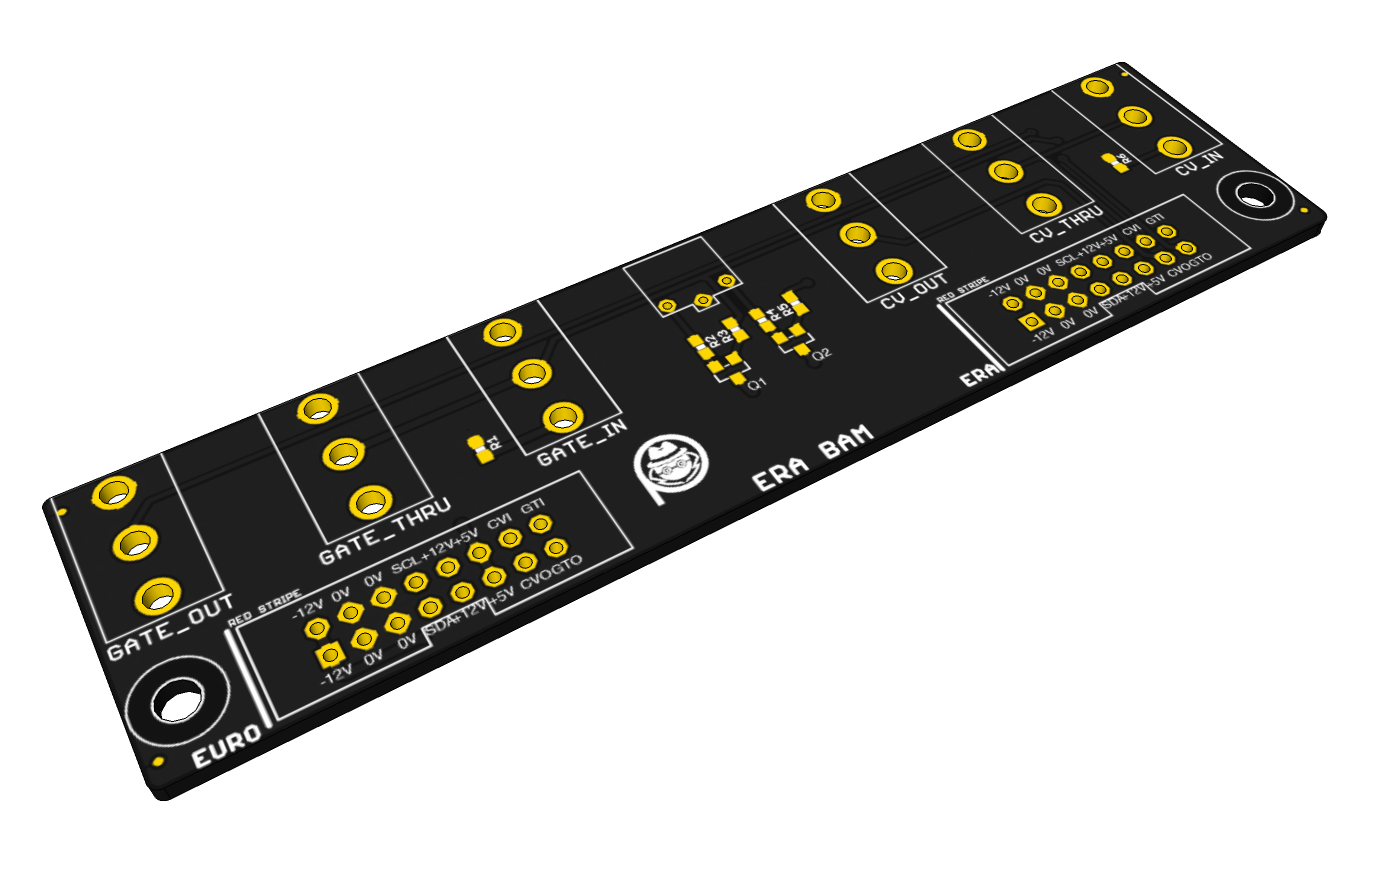 CV_IN
R6
CV_THRU
CV_OUT
RED STRIPE
-12V 0V 0V SCL+12V+5V CVI GTI
-12V 0V 0V SDA+12V+5V CVOGTO
ERA
R4
R5
R2
R3
Q2
Q1
GATE_IN
R1
GATE_THRU
GATE_OUT
ERA BAM
RED STRIPE
-12V 0V 0V SCL+12V+5V CVI GTI
-12V 0V 0V SDA+12V+5V CVOGTO
EURO